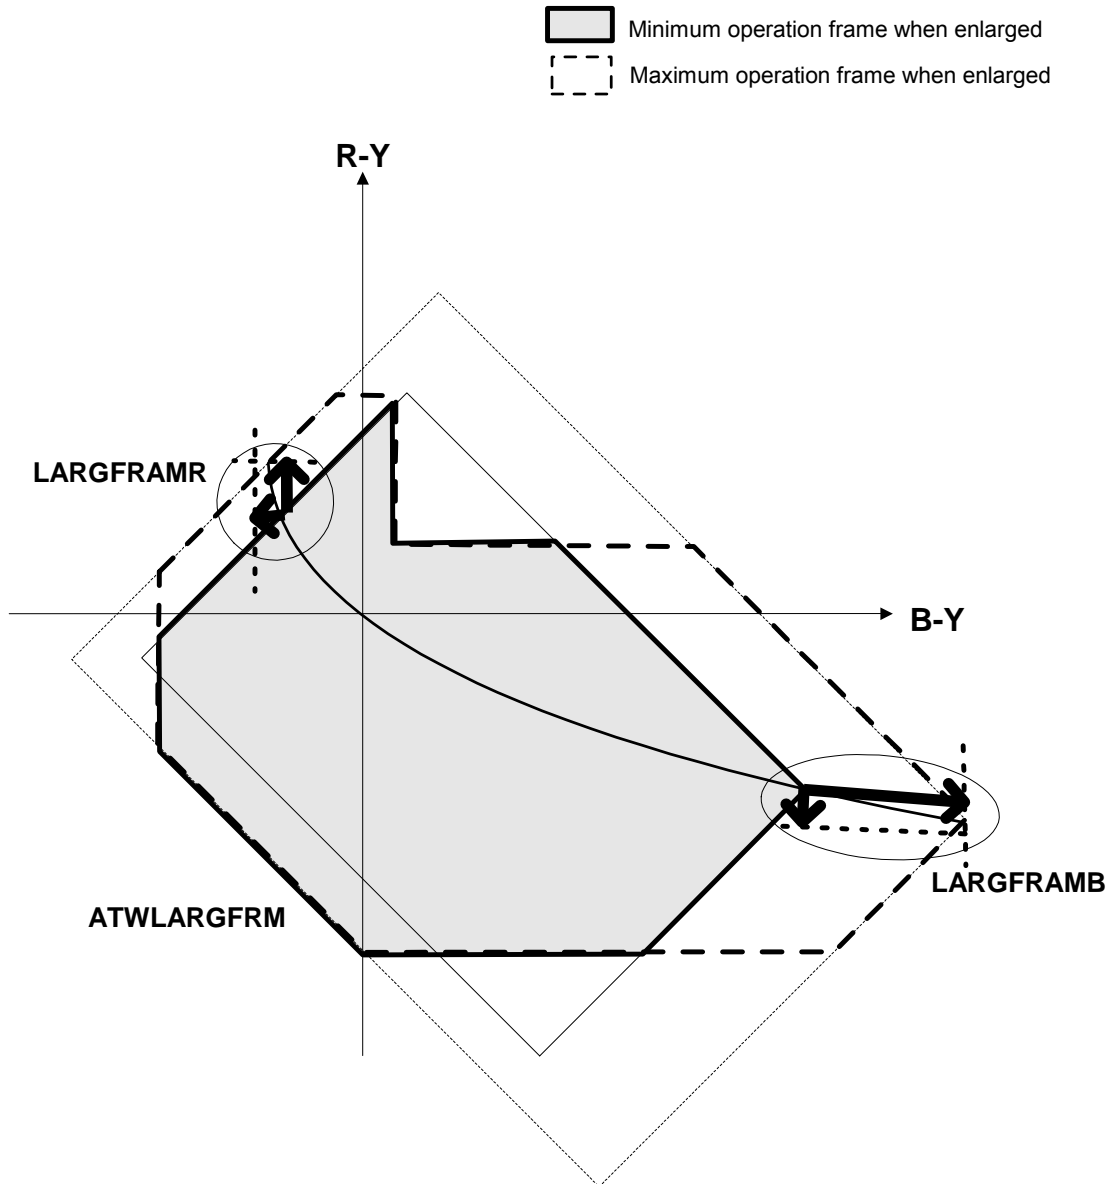 Minimum operation frame when enlarged
Maximum operation frame when enlarged
R-Y
LARGFRAMR
B-Y
LARGFRAMB
ATWLARGFRM